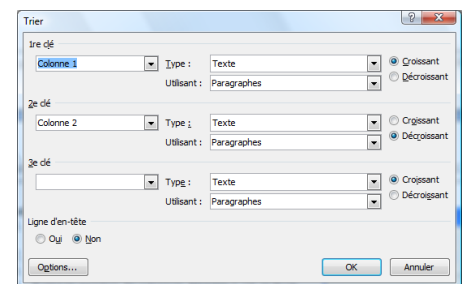 Trier
1re clé
Colonne 1 Type : Texte Croissant
Utilisant : Paragraphes Décroissant
2e clé
Colonne 2 Type : Texte Croissant
Utilisant : Paragraphes Décroissant
3e clé
Type : Texte Croissant
Utilisant : Paragraphes Décroissant
Ligne d'en-tête
Oui Non
Options... OK Annuler